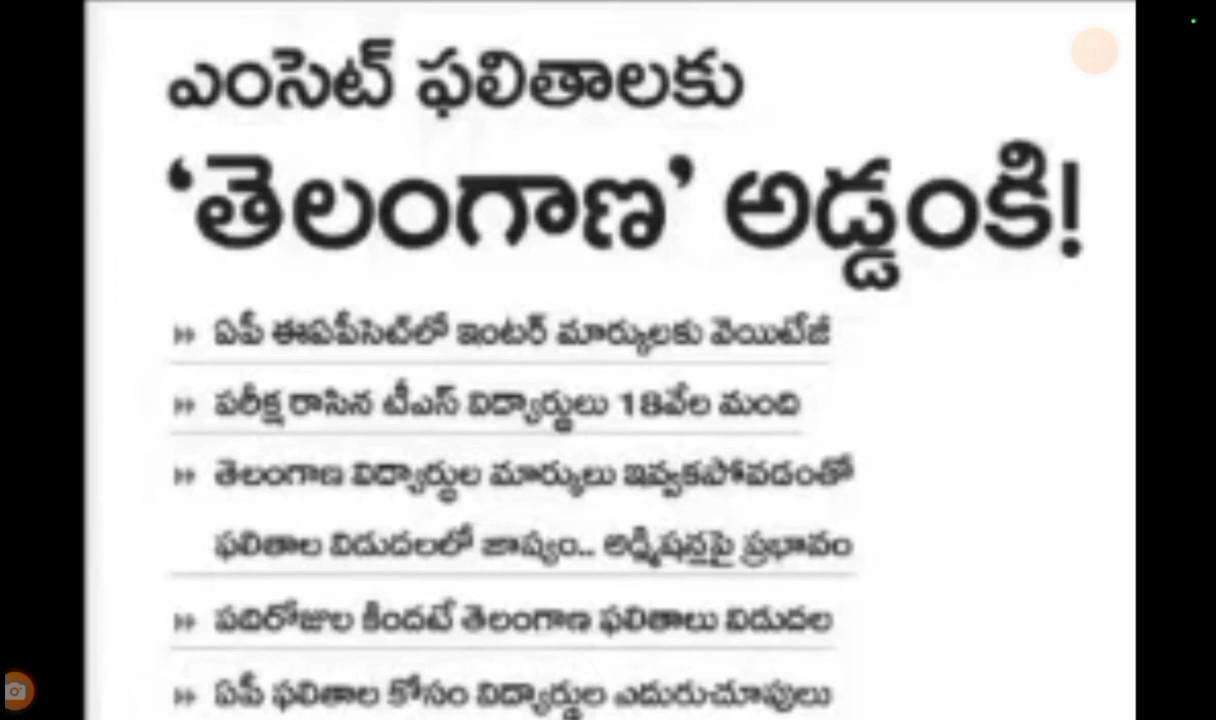 ఎంసెట్ ఫలితాలకు
‘తెలంగాణ’ అడ్డంకి!
» ఏపీ ఈఏపీసెట్‌లో ఇంటర్ మార్కులకు వెయిటేజీ
» పరీక్ష రాసిన టీఎస్ విద్యార్థులు 18వేల మంది
» తెలంగాణ విద్యార్థుల మార్కులు ఇవ్వకపోవడంతో
ఫలితాల విడుదలలో జాప్యం.. అడ్మిషన్లపై ప్రభావం
» పదిరోజుల కిందటే తెలంగాణ ఫలితాలు విడుదల
» ఏపీ ఫలితాల కోసం విద్యార్థుల ఎదురుచూపులు